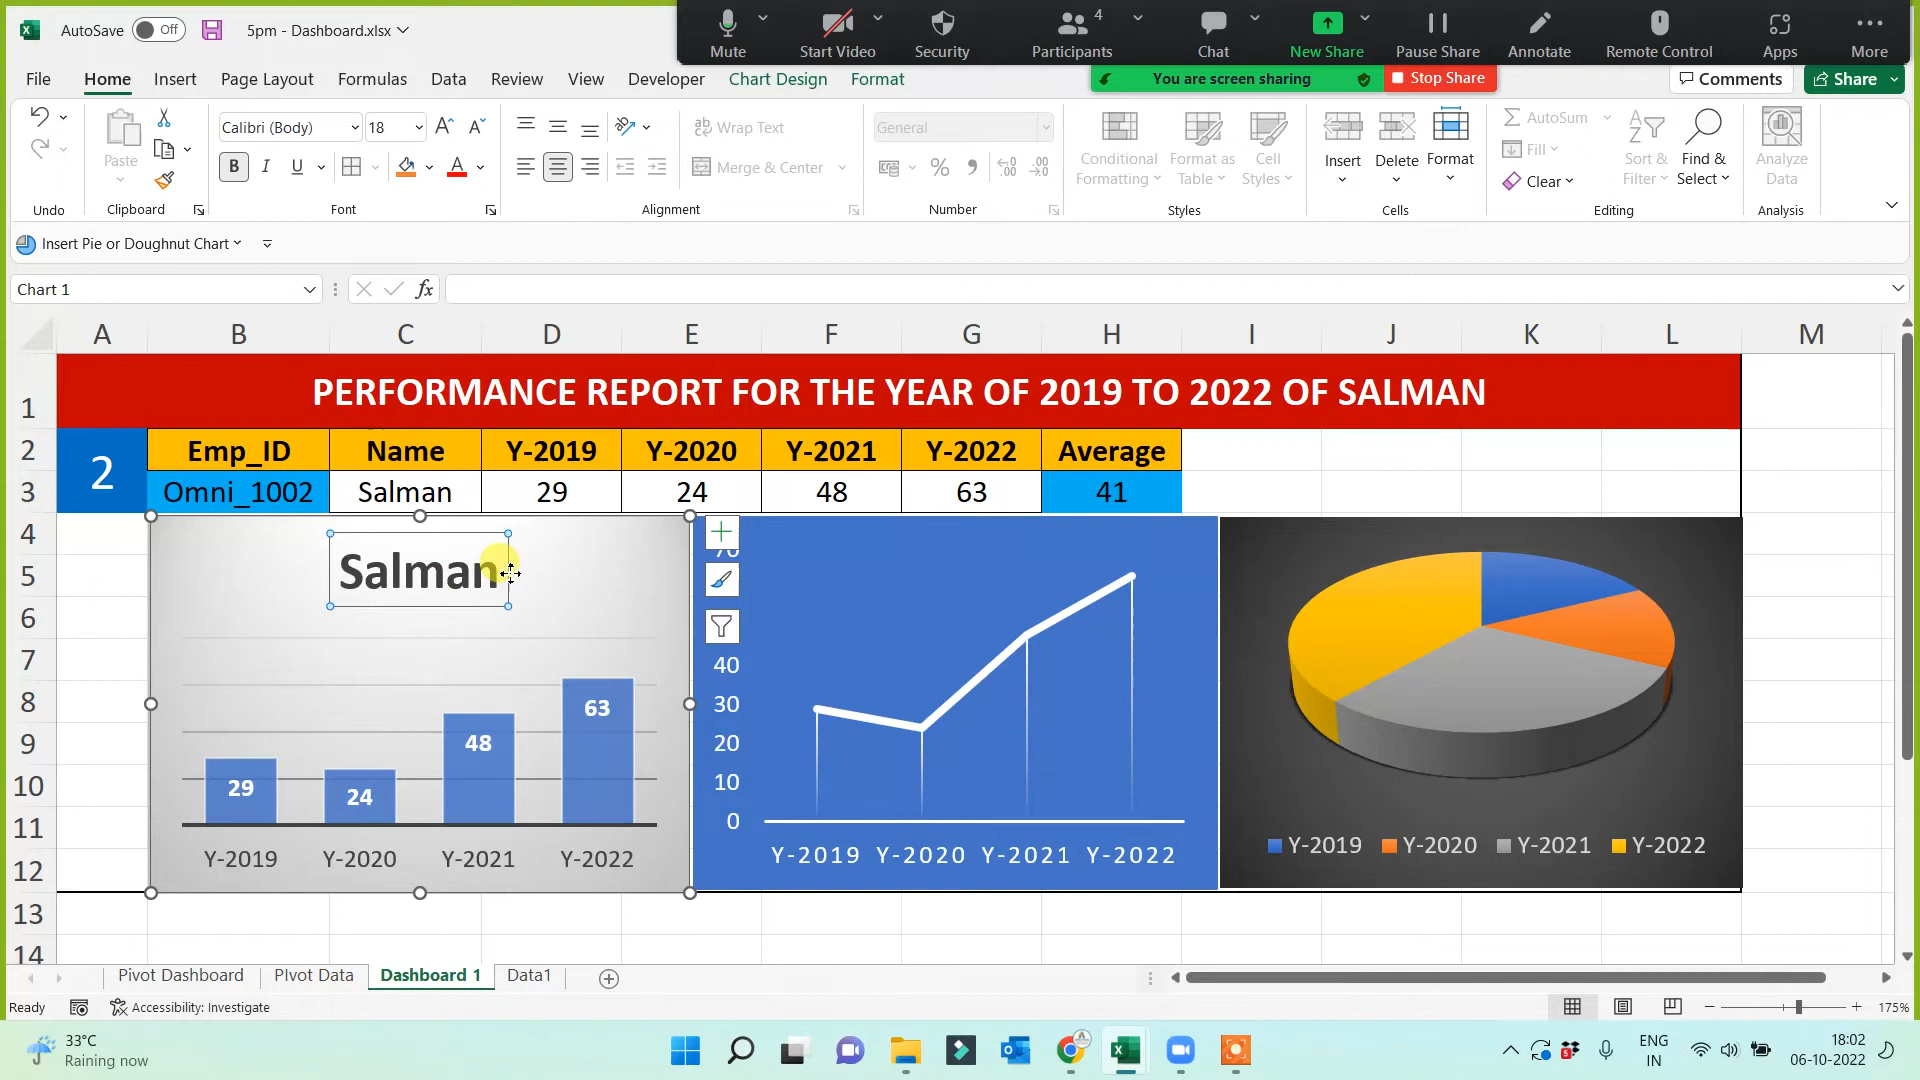 AutoSave Off 5pm - Dashboard.xlsx
Mute Start Video Security Participants 4 Chat New Share Pause Share Annotate Remote Control Apps More
You are screen sharing Stop Share
File Home Insert Page Layout Formulas Data Review View Developer Chart Design Format
Comments Share
Paste
Calibri (Body) 18
B I U
Wrap Text
Merge & Center
General
Conditional Formatting
Format as Table
Cell Styles
Insert Delete Format
AutoSum
Fill
Clear
Sort & Filter
Find & Select
Analyze Data
Undo Clipboard Font Alignment Number Styles Cells Editing Analysis
Insert Pie or Doughnut Chart
Chart 1 fx
A B C D E F G H I J K L M
1 PERFORMANCE REPORT FOR THE YEAR OF 2019 TO 2022 OF SALMAN
2 Emp_ID Name Y-2019 Y-2020 Y-2021 Y-2022 Average
2
3 Omni_1002 Salman 29 24 48 63 41
4
5
6
7
8
9
10
11
12
13
14
Salman
29 24 48 63
Y-2019 Y-2020 Y-2021 Y-2022
70
40
30
20
10
0
Y-2019 Y-2020 Y-2021 Y-2022
Y-2019 Y-2020 Y-2021 Y-2022
Pivot Dashboard PIvot Data Dashboard 1 Data1
Ready Accessibility: Investigate 175%
33°C
Raining now
ENG
IN
18:02
06-10-2022